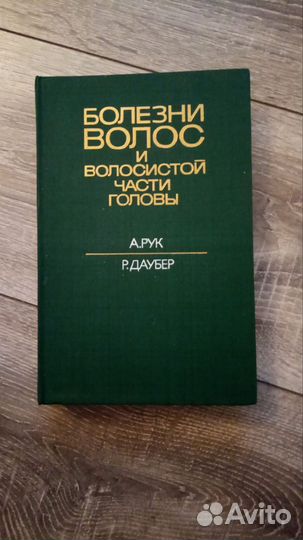 БОЛЕЗНИ
ВОЛОС
И
ВОЛОСИСТОЙ
ЧАСТИ
ГОЛОВЫ
А.РУК
Р.ДАУБЕР
Avito